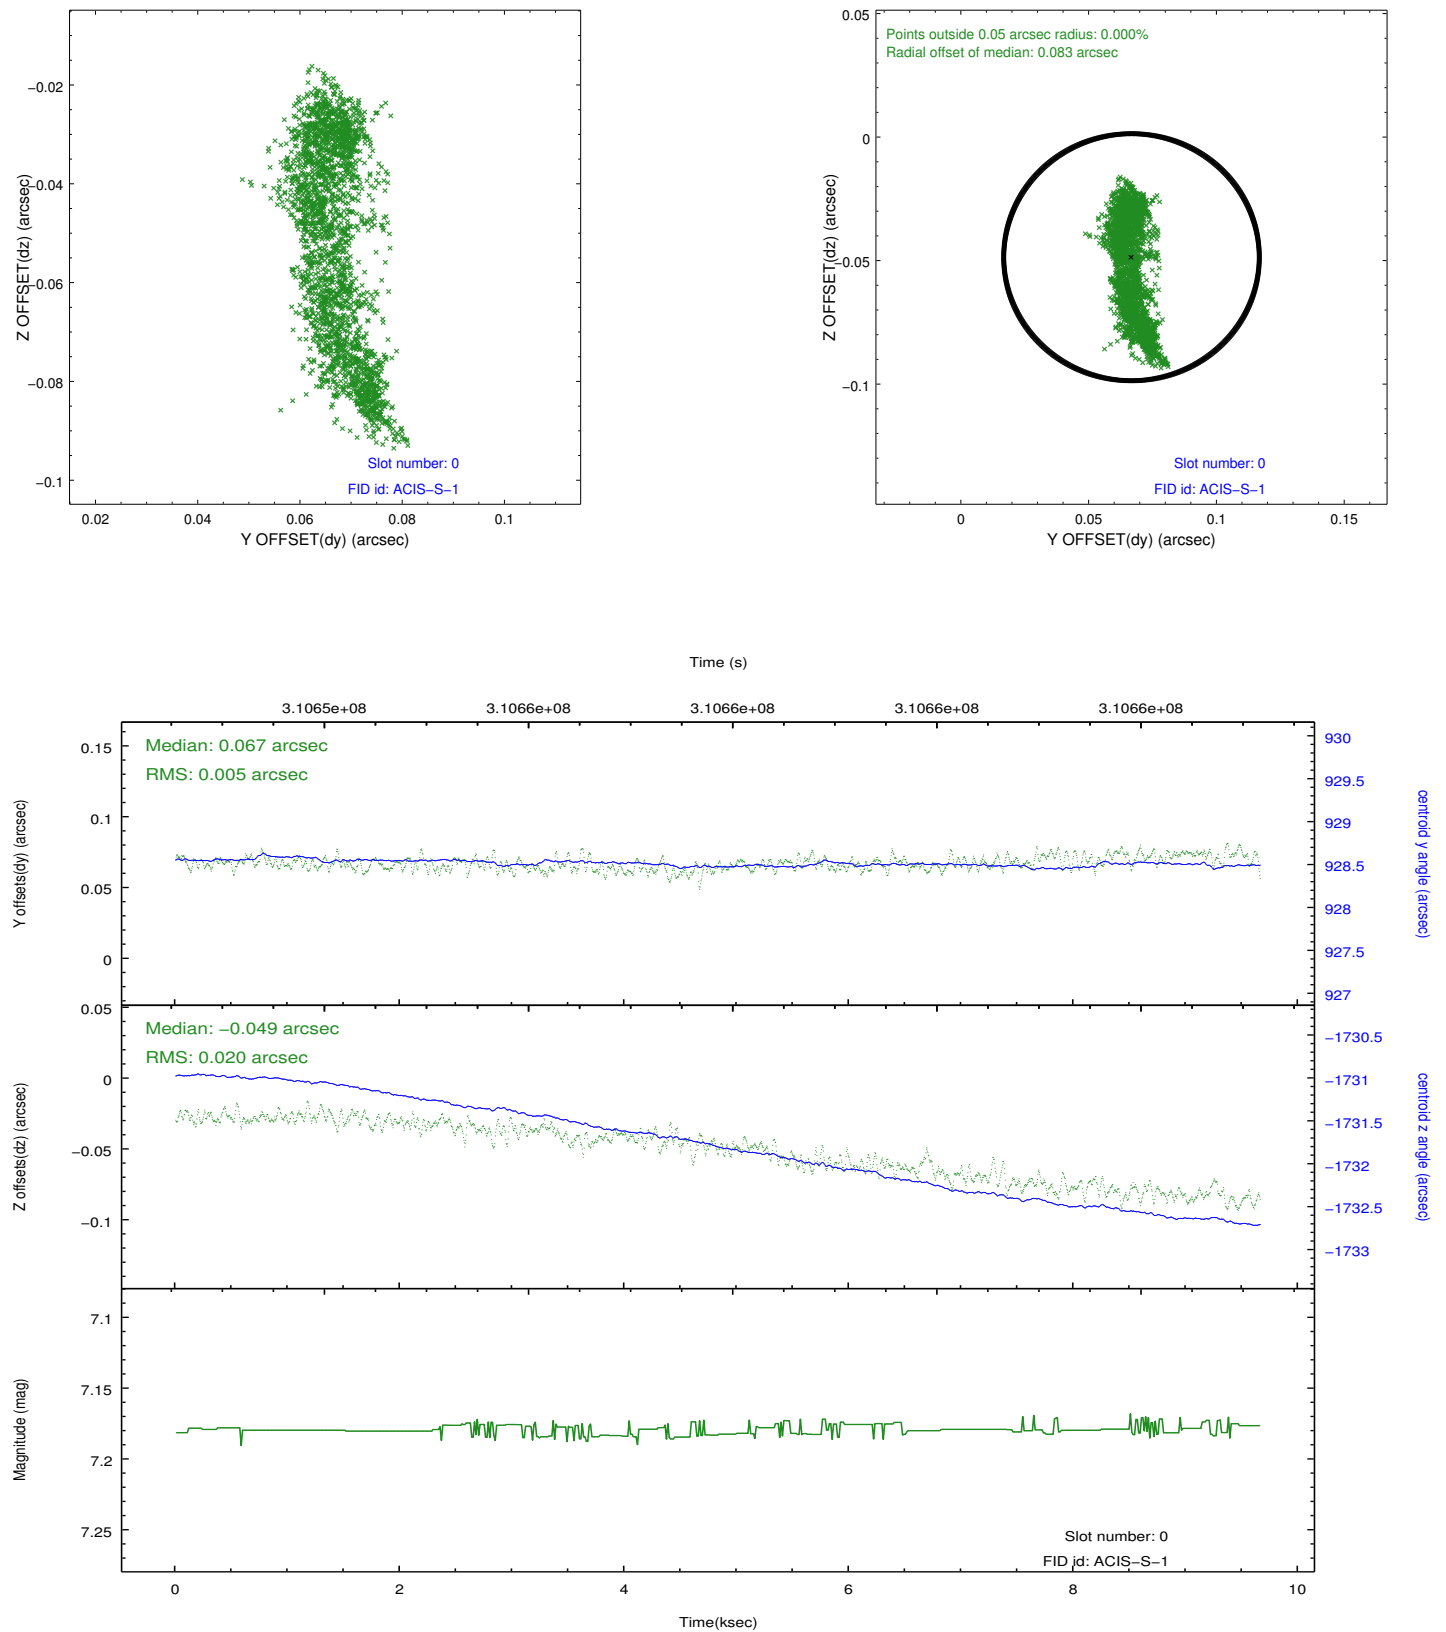 −0.02
−0.04
−0.06
−0.08
−0.1
Z OFFSET(dz) (arcsec)
Slot number: 0
FID id: ACIS−S−1
0.02 0.04 0.06 0.08 0.1
Y OFFSET(dy) (arcsec)
Points outside 0.05 arcsec radius: 0.000%
Radial offset of median: 0.083 arcsec
0.05
0
−0.05
−0.1
Z OFFSET(dz) (arcsec)
Slot number: 0
FID id: ACIS−S−1
0 0.05 0.1 0.15
Y OFFSET(dy) (arcsec)
Time (s)
3.1065e+08 3.1066e+08 3.1066e+08 3.1066e+08 3.1066e+08
Median: 0.067 arcsec
RMS: 0.005 arcsec
0.15
0.1
0.05
0
Y offsets(dy) (arcsec)
930
929.5
929
928.5
928
927.5
927
centroid y angle (arcsec)
Median: −0.049 arcsec
RMS: 0.020 arcsec
0.05
0
−0.05
−0.1
Z offsets(dz) (arcsec)
−1730.5
−1731
−1731.5
−1732
−1732.5
−1733
centroid z angle (arcsec)
7.1
7.15
7.2
7.25
Magnitude (mag)
Slot number: 0
FID id: ACIS−S−1
0 2 4 6 8 10
Time(ksec)